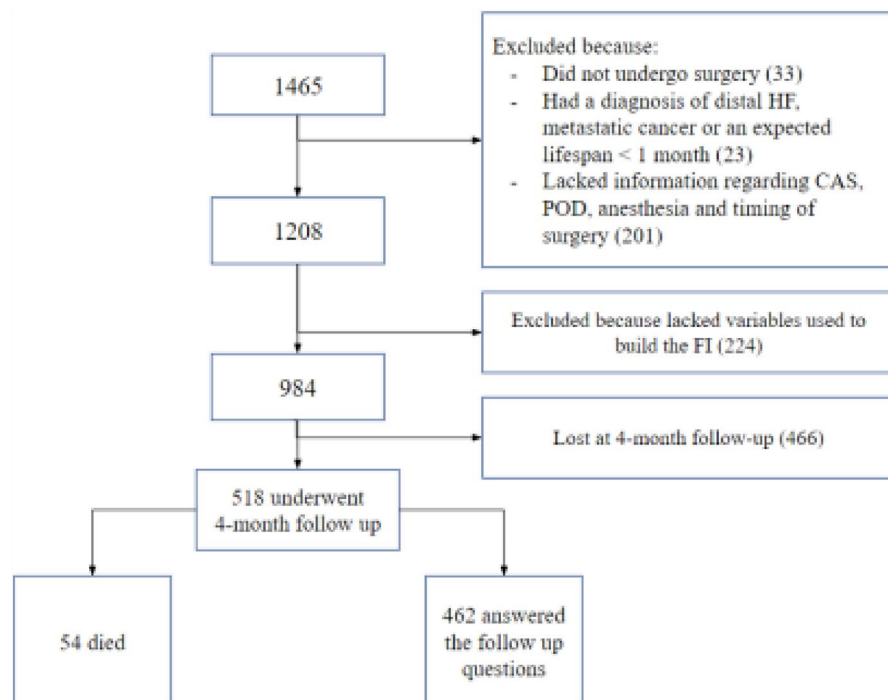 1465
Excluded because:
- Did not undergo surgery (33)
- Had a diagnosis of distal HF,
metastatic cancer or an expected
lifespan < 1 month (23)
- Lacked information regarding CAS,
POD, anesthesia and timing of
surgery (201)
1208
Excluded because lacked variables used to
build the FI (224)
984
Lost at 4-month follow-up (466)
518 underwent
4-month follow up
54 died
462 answered
the follow up
questions